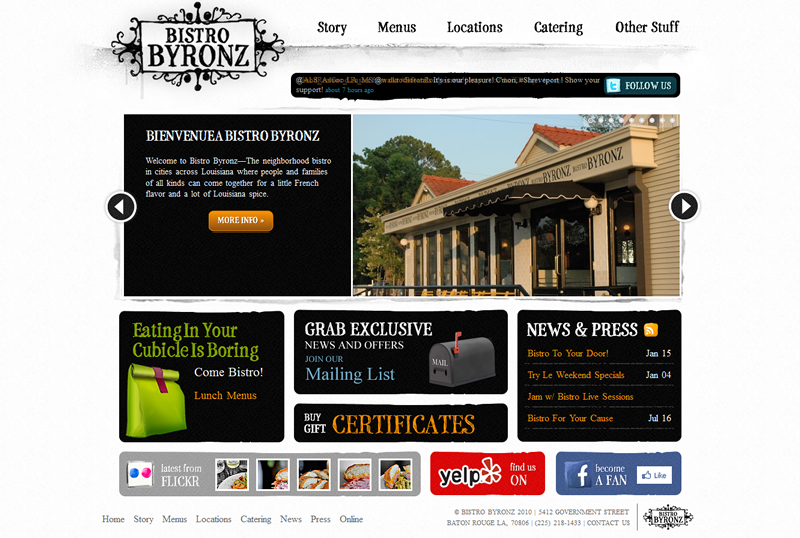 BISTRO
BYRONZ
Story Menus Locations Catering Other Stuff
It is our pleasure! C'mon, #Shreveport ! Show your
support! about 7 hours ago
FOLLOW US
BIENVENUE A BISTRO BYRONZ
Welcome to Bistro Byronz—The neighborhood bistro
in cities across Louisiana where people and families
of all kinds can come together for a little French
flavor and a lot of Louisiana spice.
MORE INFO »
BISTRO BYRONZ BISTRO BYRONZ
Eating In Your
Cubicle Is Boring
Come Bistro!
Lunch Menus
GRAB EXCLUSIVE
NEWS AND OFFERS
JOIN OUR
Mailing List
MAIL
BUY
GIFT CERTIFICATES
NEWS & PRESS
Bistro To Your Door! Jan 15
Try Le Weekend Specials Jan 04
Jam w/ Bistro Live Sessions
Bistro For Your Cause Jul 16
latest from
FLICKR
yelp
find us
ON
f
become
A FAN
Like
Home Story Menus Locations Catering News Press Online
© BISTRO BYRONZ 2010 | 5412 GOVERNMENT STREET
BATON ROUGE LA, 70806 | (225) 218-1433 | CONTACT US
BISTRO
BYRONZ